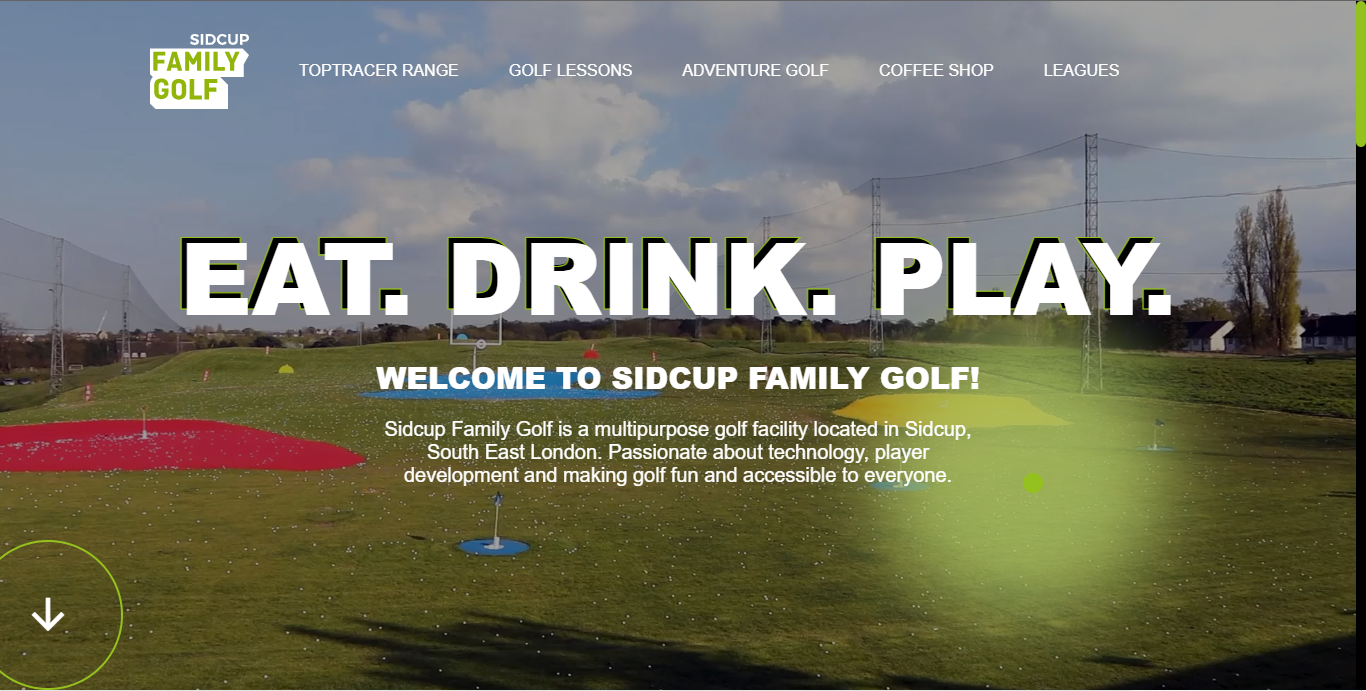 SIDCUP
FAMILY
GOLF
TOPTRACER RANGE
GOLF LESSONS
ADVENTURE GOLF
COFFEE SHOP
LEAGUES
EAT. DRINK. PLAY.
WELCOME TO SIDCUP FAMILY GOLF!
Sidcup Family Golf is a multipurpose golf facility located in Sidcup,
South East London. Passionate about technology, player
development and making golf fun and accessible to everyone.